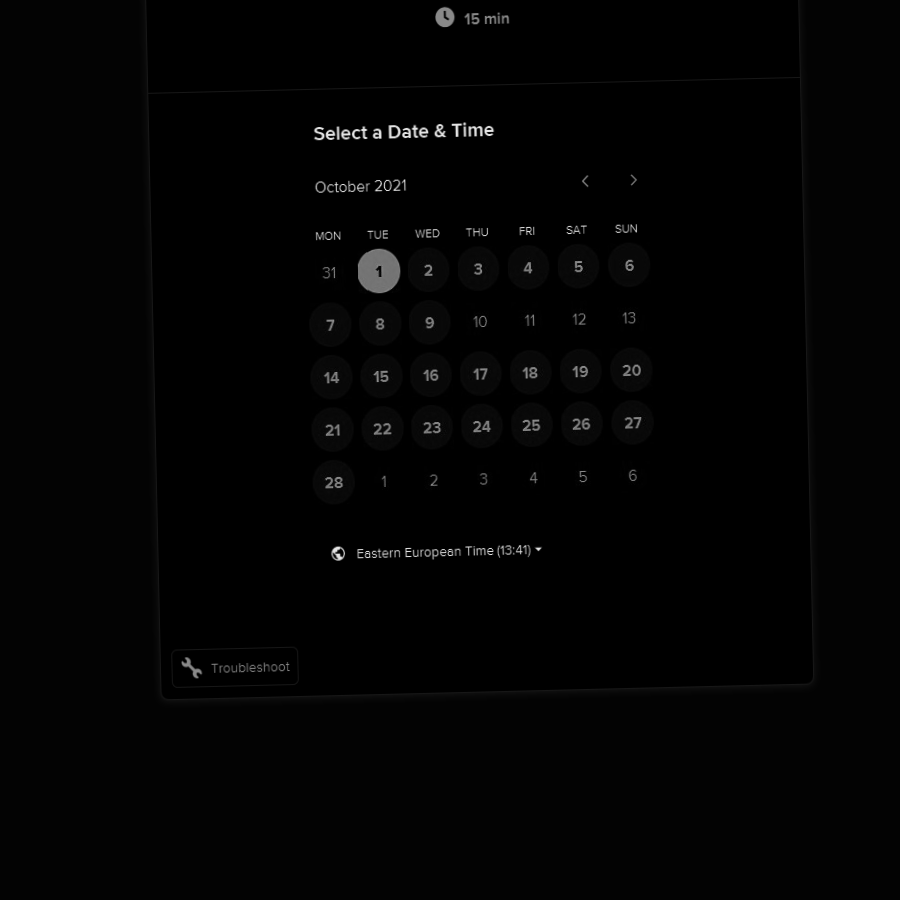 15 min
Select a Date & Time
October 2021
MON TUE WED THU FRI SAT SUN
31 1 2 3 4 5 6
7 8 9 10 11 12 13
14 15 16 17 18 19 20
21 22 23 24 25 26 27
28 1 2 3 4 5 6
Eastern European Time (13:41)
Troubleshoot